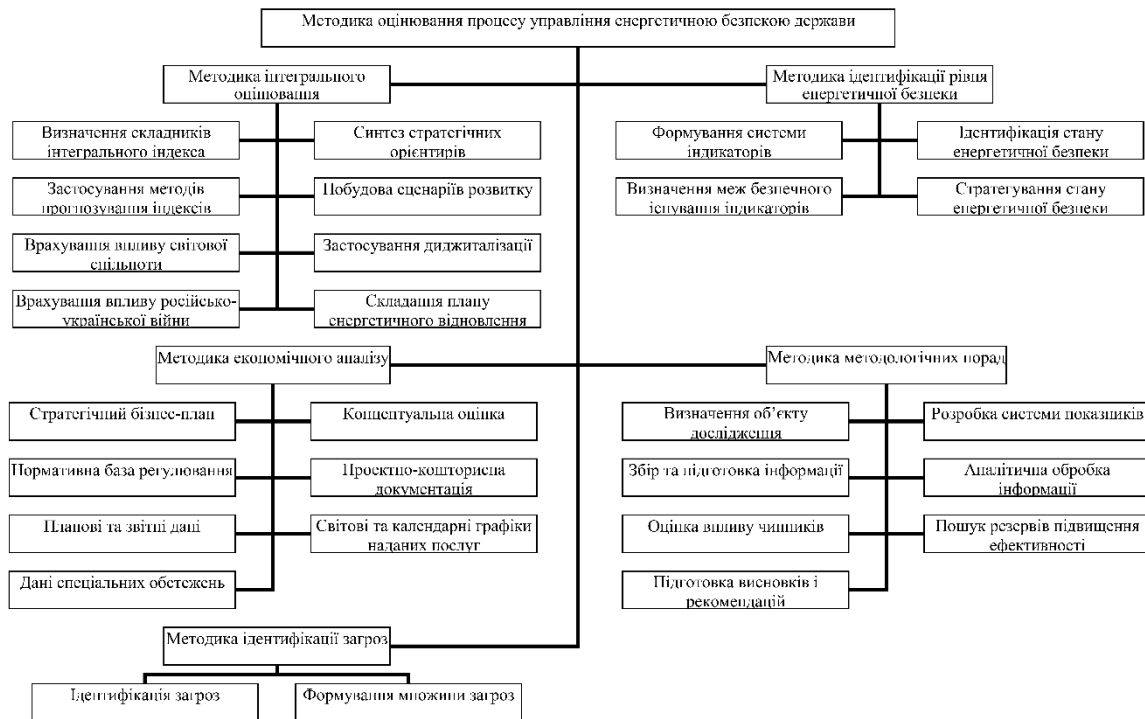 Методика оцінювання процесу управління енергетичною безпекою держави
Методика інтегрального
оцінювання
Визначення складників
інтегрального індекса
Синтез стратегічних
орієнтирів
Застосування методів
прогнозування індексів
Побудова сценаріїв розвитку
Врахування впливу світової
спільноти
Застосування диджиталізації
Врахування впливу російсько-
української війни
Складання плану
енергетичного відновлення
Методика ідентифікації рівня
енергетичної безпеки
Формування системи
індикаторів
Ідентифікація стану
енергетичної безпеки
Визначення меж безпечного
існування індикаторів
Стратегування стану
енергетичної безпеки
Методика економічного аналізу
Стратегічний бізнес-план
Концептуальна оцінка
Нормативна база регулювання
Проектно-кошторисна
документація
Планові та звітні дані
Світові та календарні графіки
наданих послуг
Дані спеціальних обстежень
Методика методологічних порад
Визначення об’єкту
дослідження
Розробка системи показників
Збір та підготовка інформації
Аналітична обробка
інформації
Оцінка впливу чинників
Пошук резервів підвищення
ефективності
Підготовка висновків і
рекомендацій
Методика ідентифікації загроз
Ідентифікація загроз
Формування множини загроз